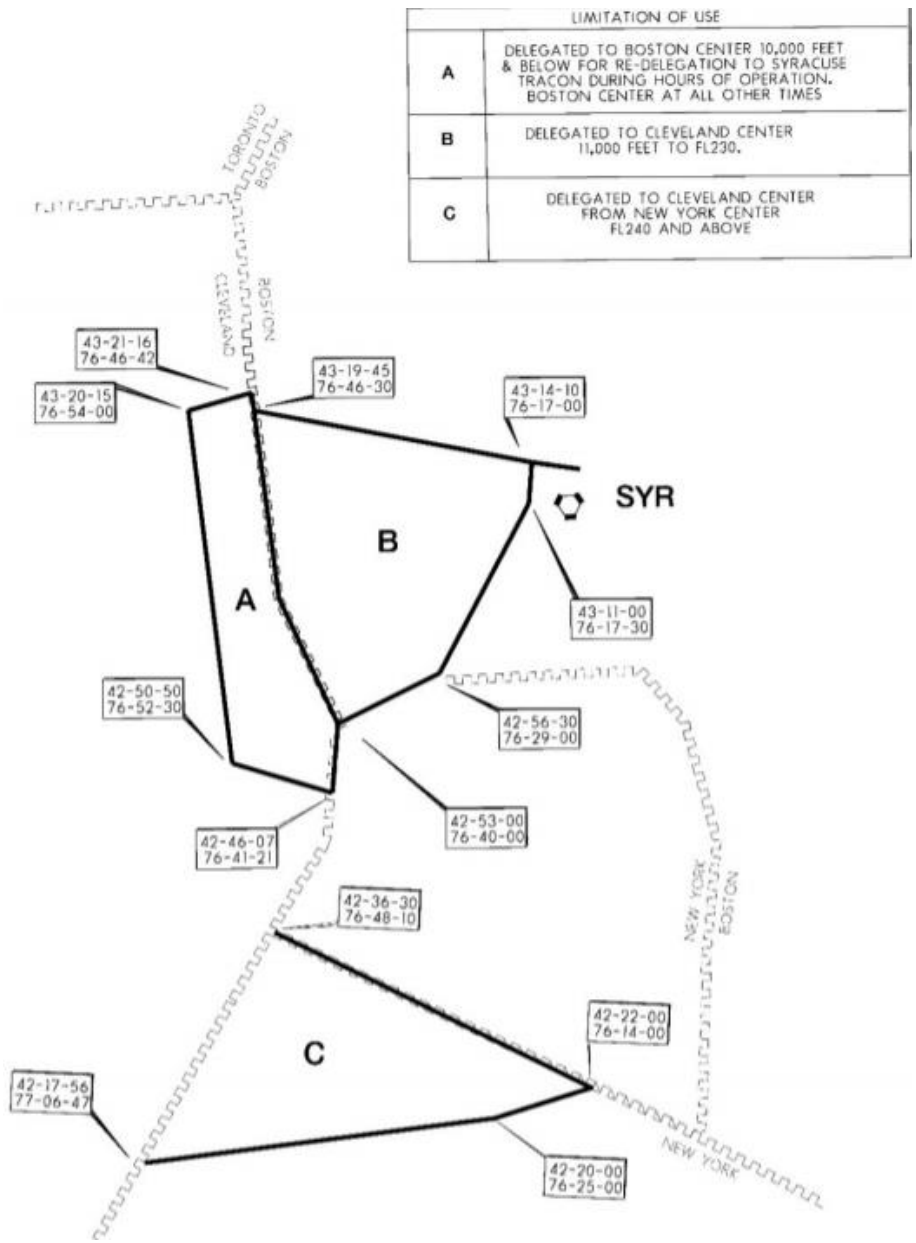 LIMITATION OF USE
A
DELEGATED TO BOSTON CENTER 10,000 FEET
& BELOW FOR RE-DELEGATION TO SYRACUSE
TRACON DURING HOURS OF OPERATION.
BOSTON CENTER AT ALL OTHER TIMES
B
DELEGATED TO CLEVELAND CENTER
11,000 FEET TO FL230.
C
DELEGATED TO CLEVELAND CENTER
FROM NEW YORK CENTER
FL240 AND ABOVE
TORONTO
BOSTON
CLEVELAND
BOSTON
43-21-16
76-46-42
43-20-15
76-54-00
43-19-45
76-46-30
43-14-10
76-17-00
SYR
B
A
43-11-00
76-17-30
42-50-50
76-52-30
42-56-30
76-29-00
42-46-07
76-41-21
42-53-00
76-40-00
42-36-30
76-48-10
NEW YORK
BOSTON
C
42-22-00
76-14-00
42-17-56
77-06-47
42-20-00
76-25-00
NEW YORK